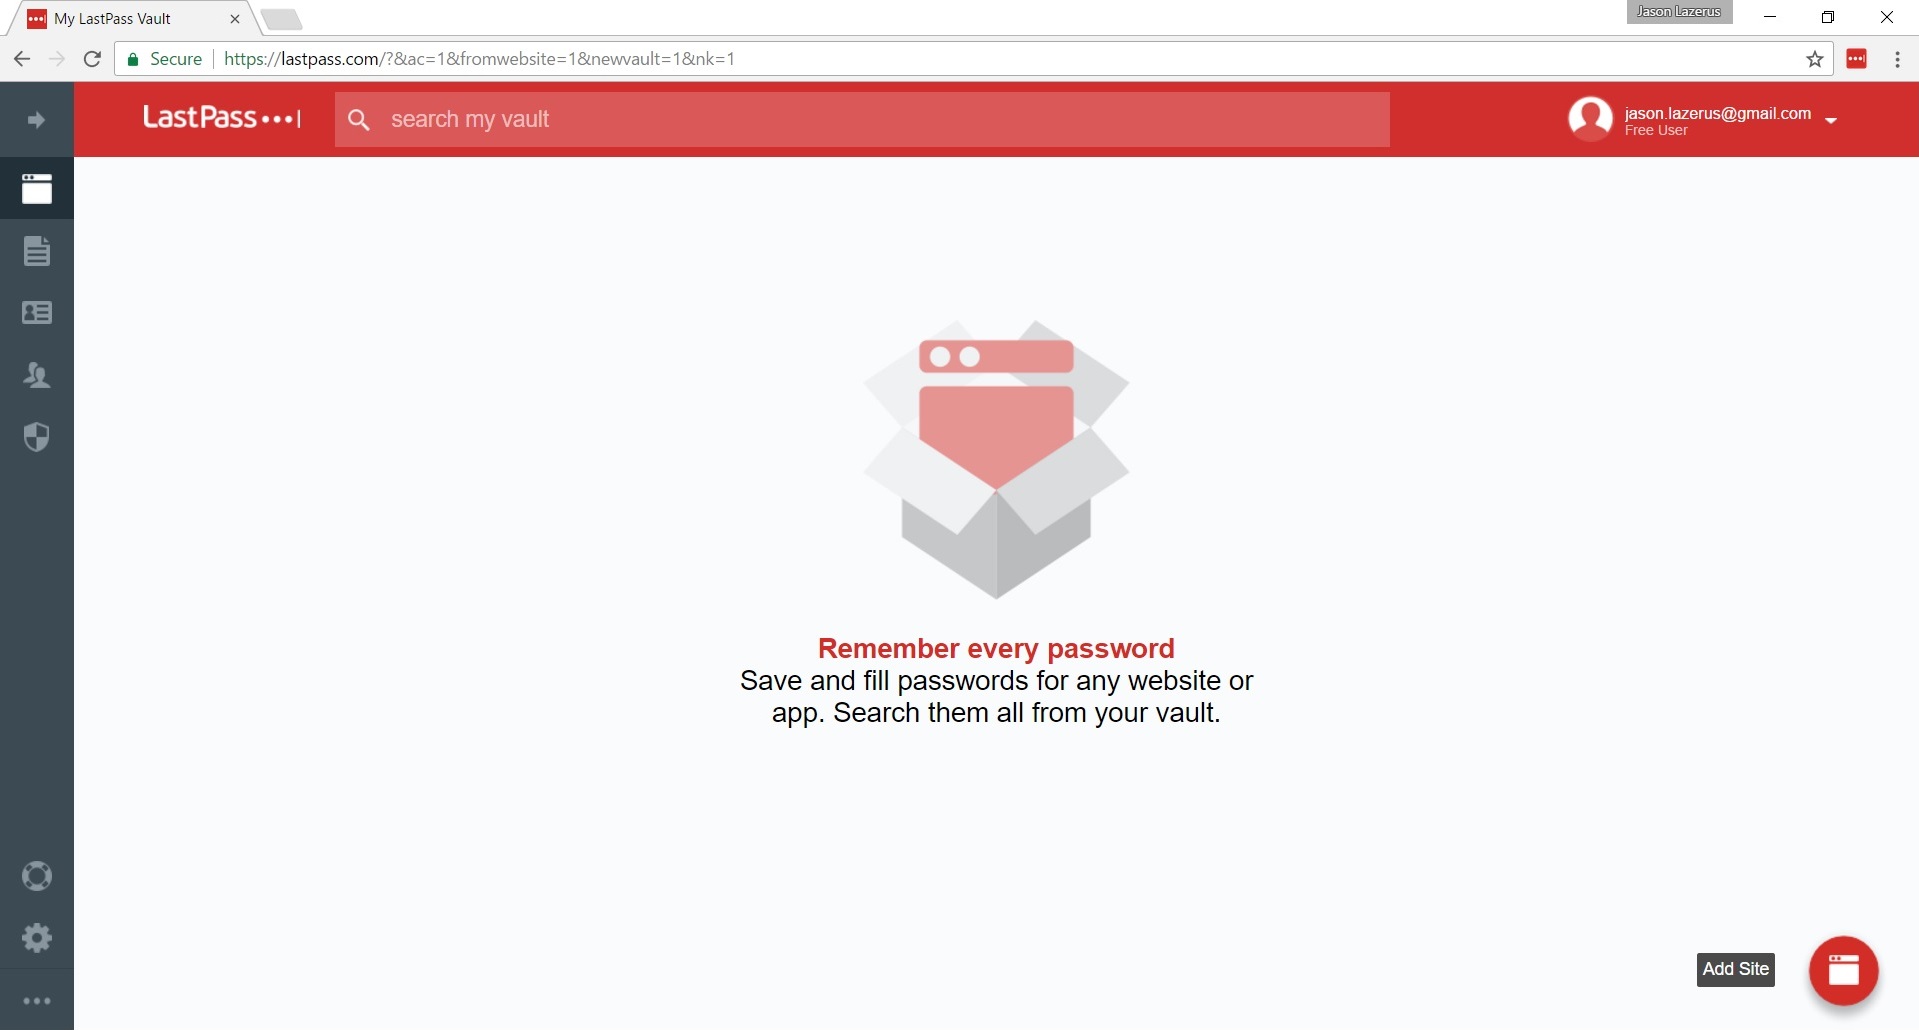 My LastPass Vault
Jason Lazerus
Secure
https://lastpass.com/?&ac=1&fromwebsite=1&newvault=1&nk=1
LastPass
search my vault
jason.lazerus@gmail.com
Free User
Remember every password
Save and fill passwords for any website or
app. Search them all from your vault.
Add Site